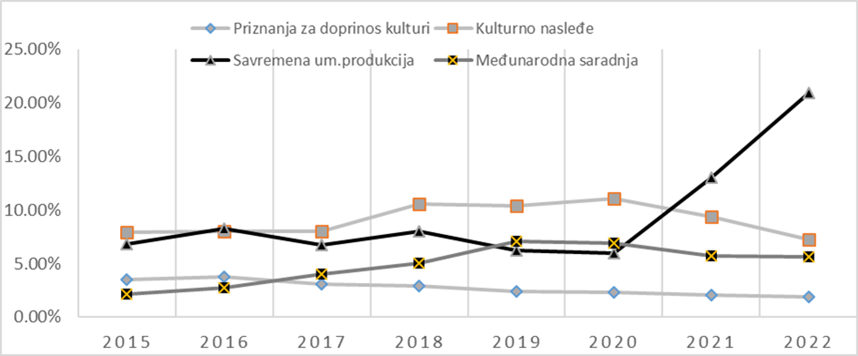 Priznanja za doprinos kulturi Kulturno nasleđe
Savremena um.produkcija Međunarodna saradnja
25.00%
20.00%
15.00%
10.00%
5.00%
0.00%
2015 2016 2017 2018 2019 2020 2021 2022